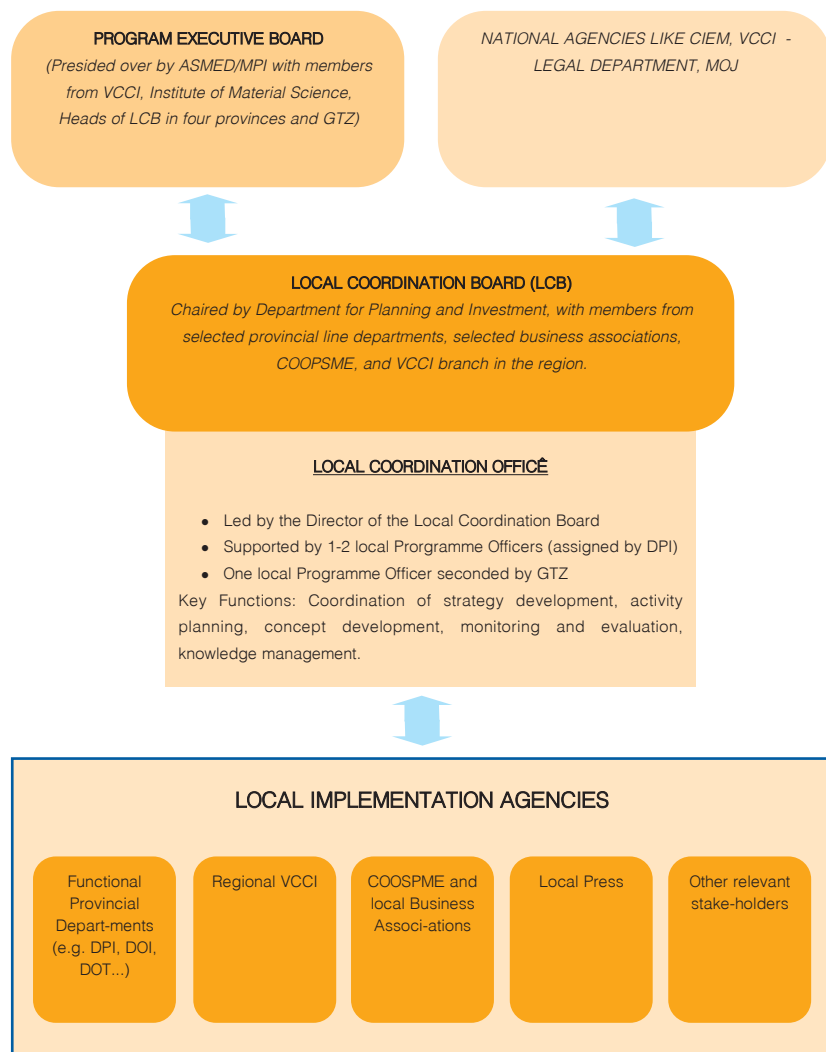 PROGRAM EXECUTIVE BOARD
(Presided over by ASMED/MPI with members
from VCCI, Institute of Material Science,
Heads of LCB in four provinces and GTZ)
NATIONAL AGENCIES LIKE CIEM, VCCI -
LEGAL DEPARTMENT, MOJ
LOCAL COORDINATION BOARD (LCB)
Chaired by Department for Planning and Investment, with members from
selected provincial line departments, selected business associations,
COOPSME, and VCCI branch in the region.
LOCAL COORDINATION OFFICÊ
• Led by the Director of the Local Coordination Board
• Supported by 1-2 local Prorgramme Officers (assigned by DPI)
• One local Programme Officer seconded by GTZ
Key Functions: Coordination of strategy development, activity
planning, concept development, monitoring and evaluation,
knowledge management.
LOCAL IMPLEMENTATION AGENCIES
Functional
Provincial
Depart-ments
(e.g. DPI, DOI,
DOT...)
Regional VCCI
COOSPME and
local Business
Associ-ations
Local Press
Other relevant
stake-holders